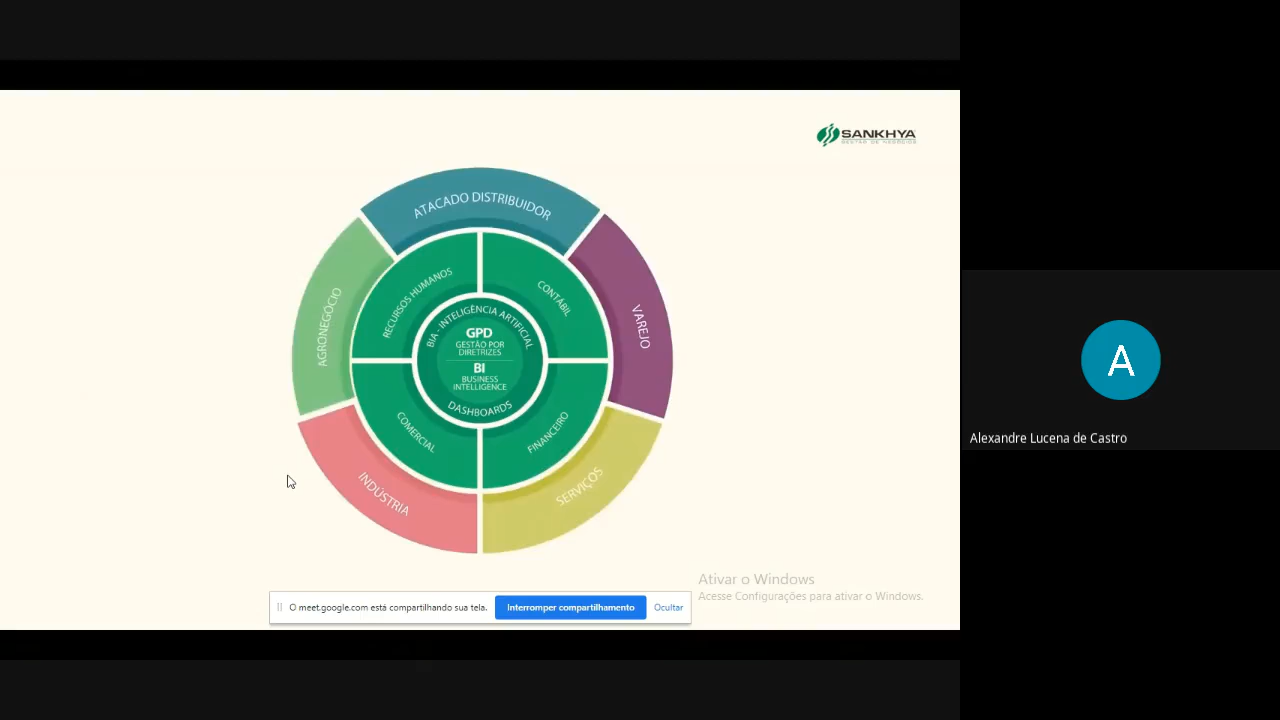 SANKHYA
GESTÃO DE NEGÓCIOS
ATACADO DISTRIBUIDOR
AGRONEGÓCIO
VAREJO
INDÚSTRIA
SERVIÇOS
RECURSOS HUMANOS
CONTÁBIL
COMERCIAL
FINANCEIRO
BIA - INTELIGÊNCIA ARTIFICIAL
GPD
GESTÃO POR
DIRETRIZES
BI
BUSINESS
INTELLIGENCE
DASHBOARDS
A
Alexandre Lucena de Castro
Ativar o Windows
Acesse Configurações para ativar o Windows.
O meet.google.com está compartilhando sua tela.
Interromper compartilhamento
Ocultar